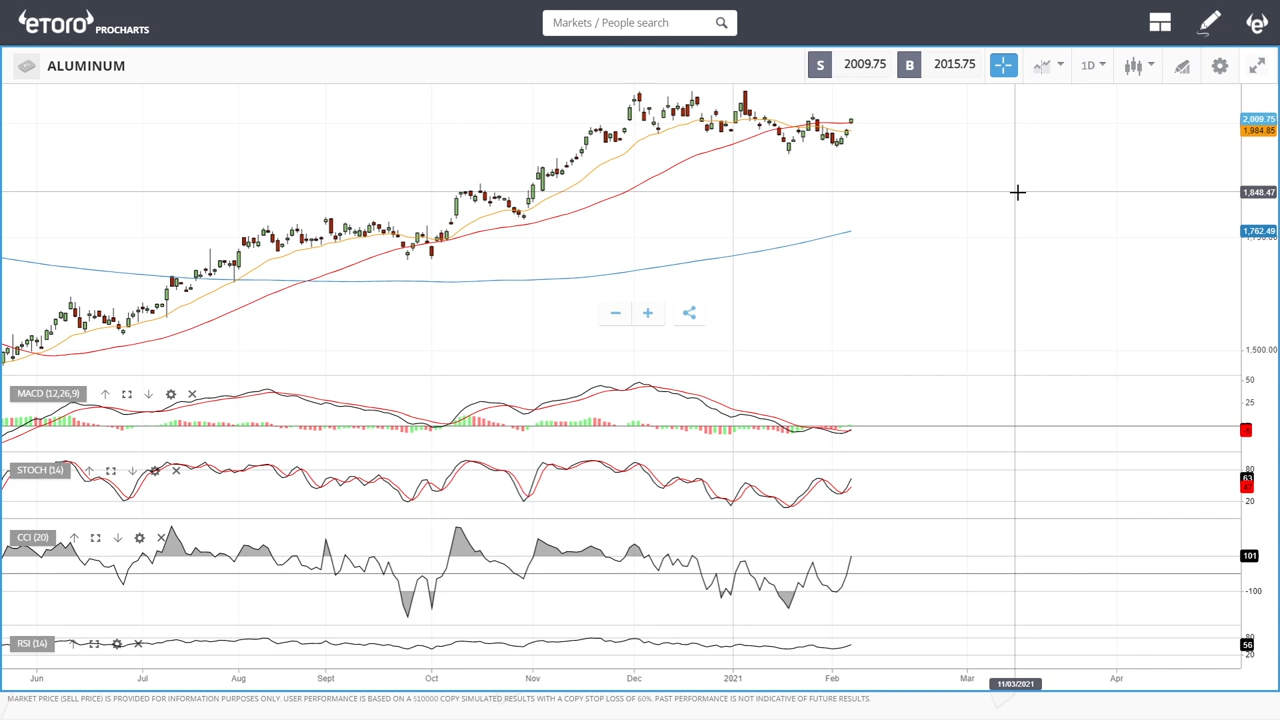 eToro PROCHARTS
Markets / People search
ALUMINUM
S 2009.75 B 2015.75
1D
2,009.75
1,984.85
1,848.47
1,762.49
1,500.00
MACD (12,26,9)
50
25
STOCH (14)
80
63
20
CCI (20)
101
-100
RSI (14)
80
56
20
Jun Jul Aug Sept Oct Nov Dec 2021 Feb Mar Apr
11/03/2021
MARKET PRICE (SELL PRICE) IS PROVIDED FOR INFORMATION PURPOSES ONLY. USER PERFORMANCE IS BASED ON A $10000 COPY SIMULATED RESULTS WITH A COPY STOP LOSS OF 60%. PAST PERFORMANCE IS NOT INDICATIVE OF FUTURE RESULTS.